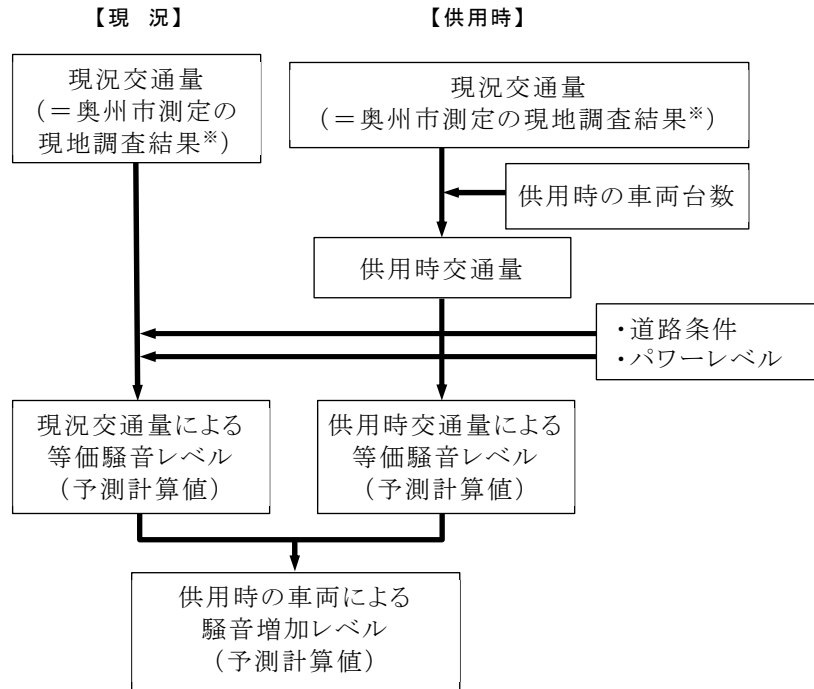 【現 況】
【供用時】
現況交通量
（＝奥州市測定の
現地調査結果※）
現況交通量
（＝奥州市測定の現地調査結果※）
供用時の車両台数
供用時交通量
・道路条件
・パワーレベル
現況交通量による
等価騒音レベル
（予測計算値）
供用時交通量による
等価騒音レベル
（予測計算値）
供用時の車両による
騒音増加レベル
（予測計算値）